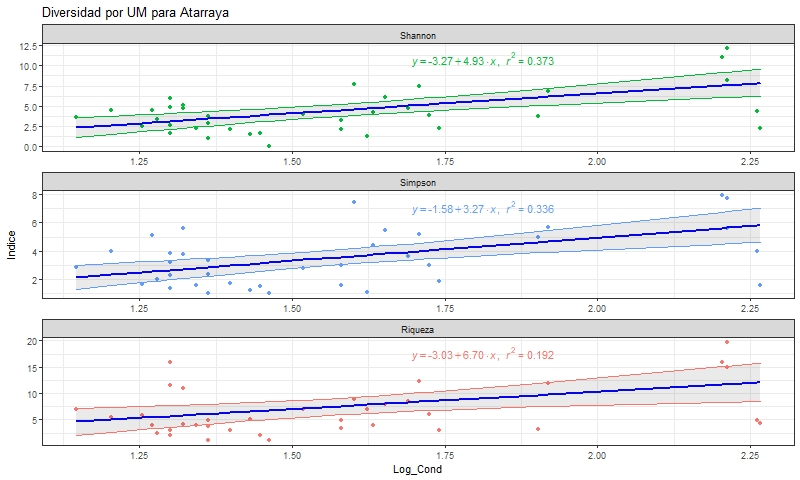 Diversidad por UM para Atarraya
Shannon
y = -3.27 + 4.93 · x, r² = 0.373
12.5
10.0
7.5
5.0
2.5
0.0
1.25 1.50 1.75 2.00 2.25
Simpson
y = -1.58 + 3.27 · x, r² = 0.336
8
6
4
2
1.25 1.50 1.75 2.00 2.25
Riqueza
y = -3.03 + 6.70 · x, r² = 0.192
20
15
10
5
1.25 1.50 1.75 2.00 2.25
Indice
Log_Cond